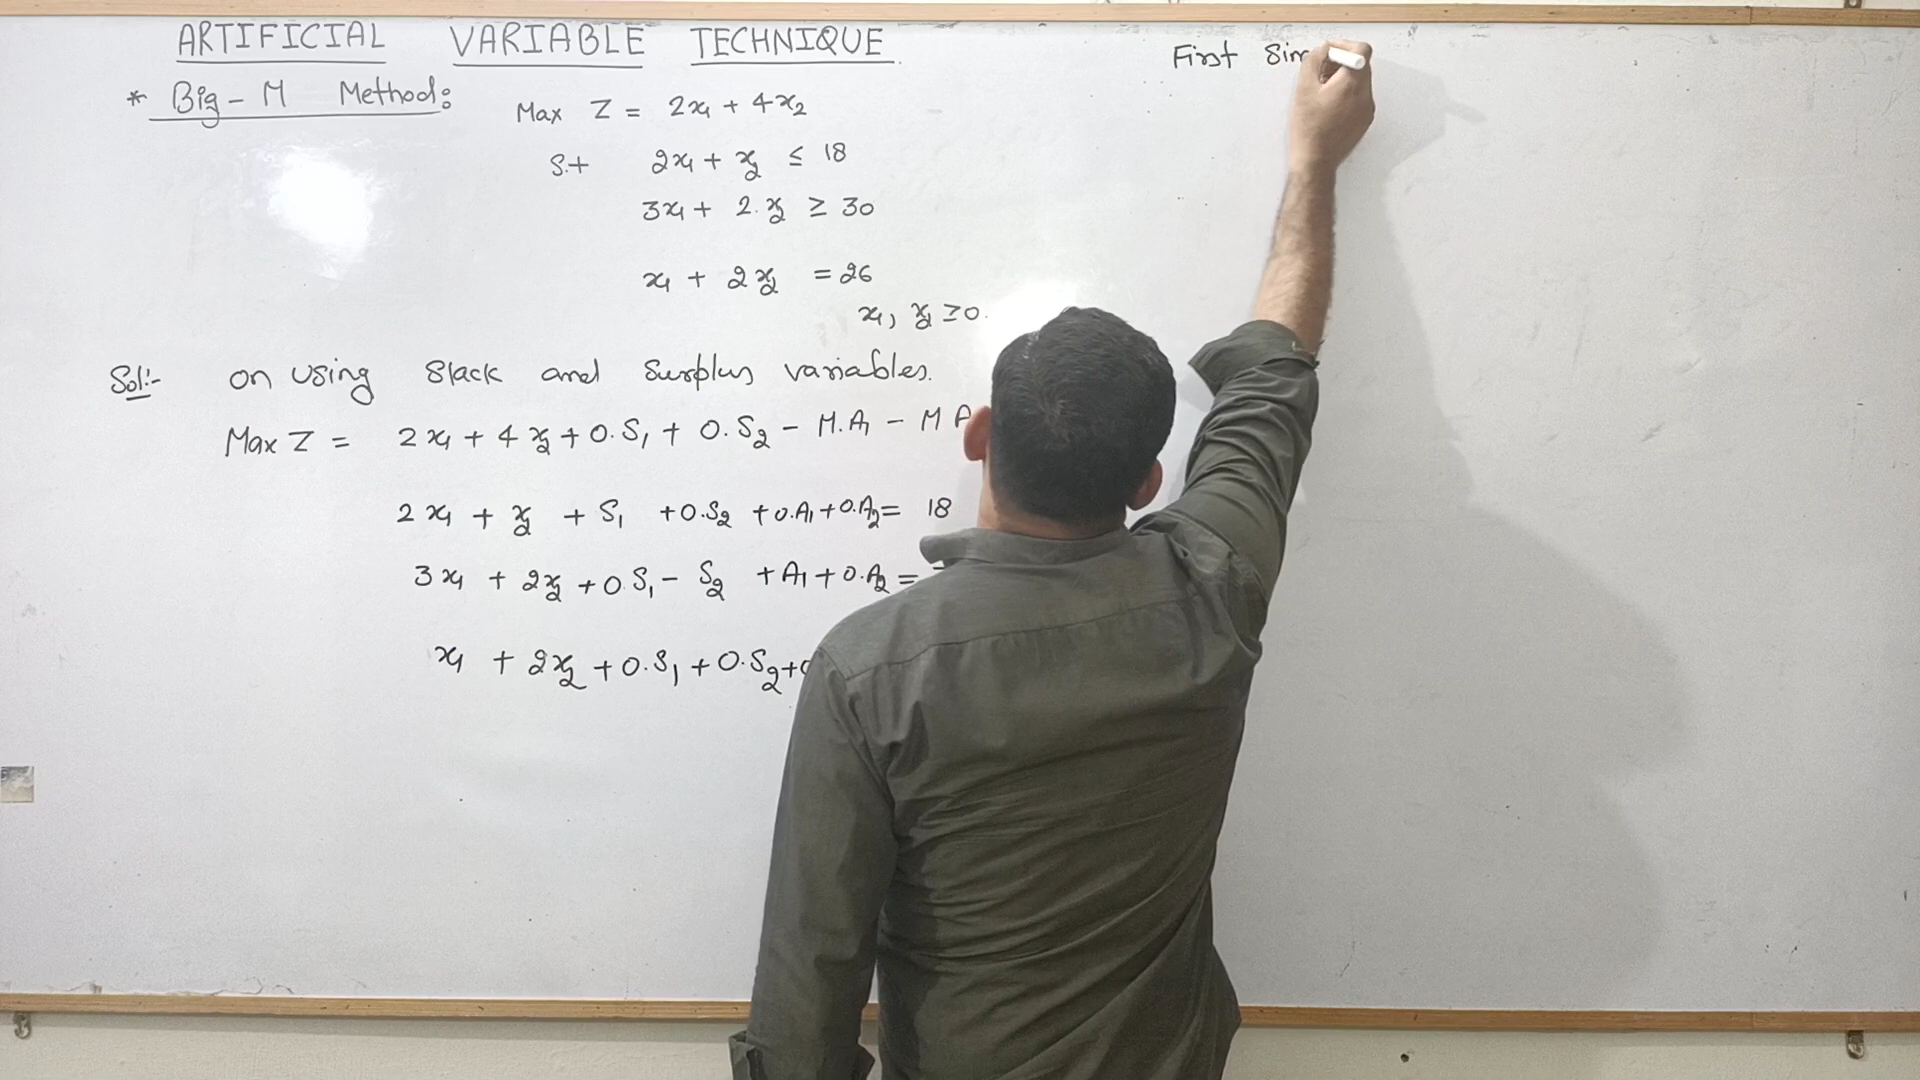 ARTIFICIAL VARIABLE TECHNIQUE.
* Big-M Method:
Max Z = 2x₁ + 4x₂
S.t 2x₁ + x₂ ≤ 18
3x₁ + 2.x₂ ≥ 30
x₁ + 2x₂ = 26
x₁, x₂ ≥ 0.
Sol:- on using Slack and Surplus variables.
Max Z = 2x₁ + 4x₂ + 0.S₁ + 0.S₂ - M.A₁ - M A
2x₁ + x₂ + S₁ + 0.S₂ + 0.A₁ + 0.A₂ = 18
3x₁ + 2x₂ + 0.S₁ - S₂ + A₁ + 0.A₂ =
x₁ + 2x₂ + 0.S₁ + 0.S₂ + 0
First Sim